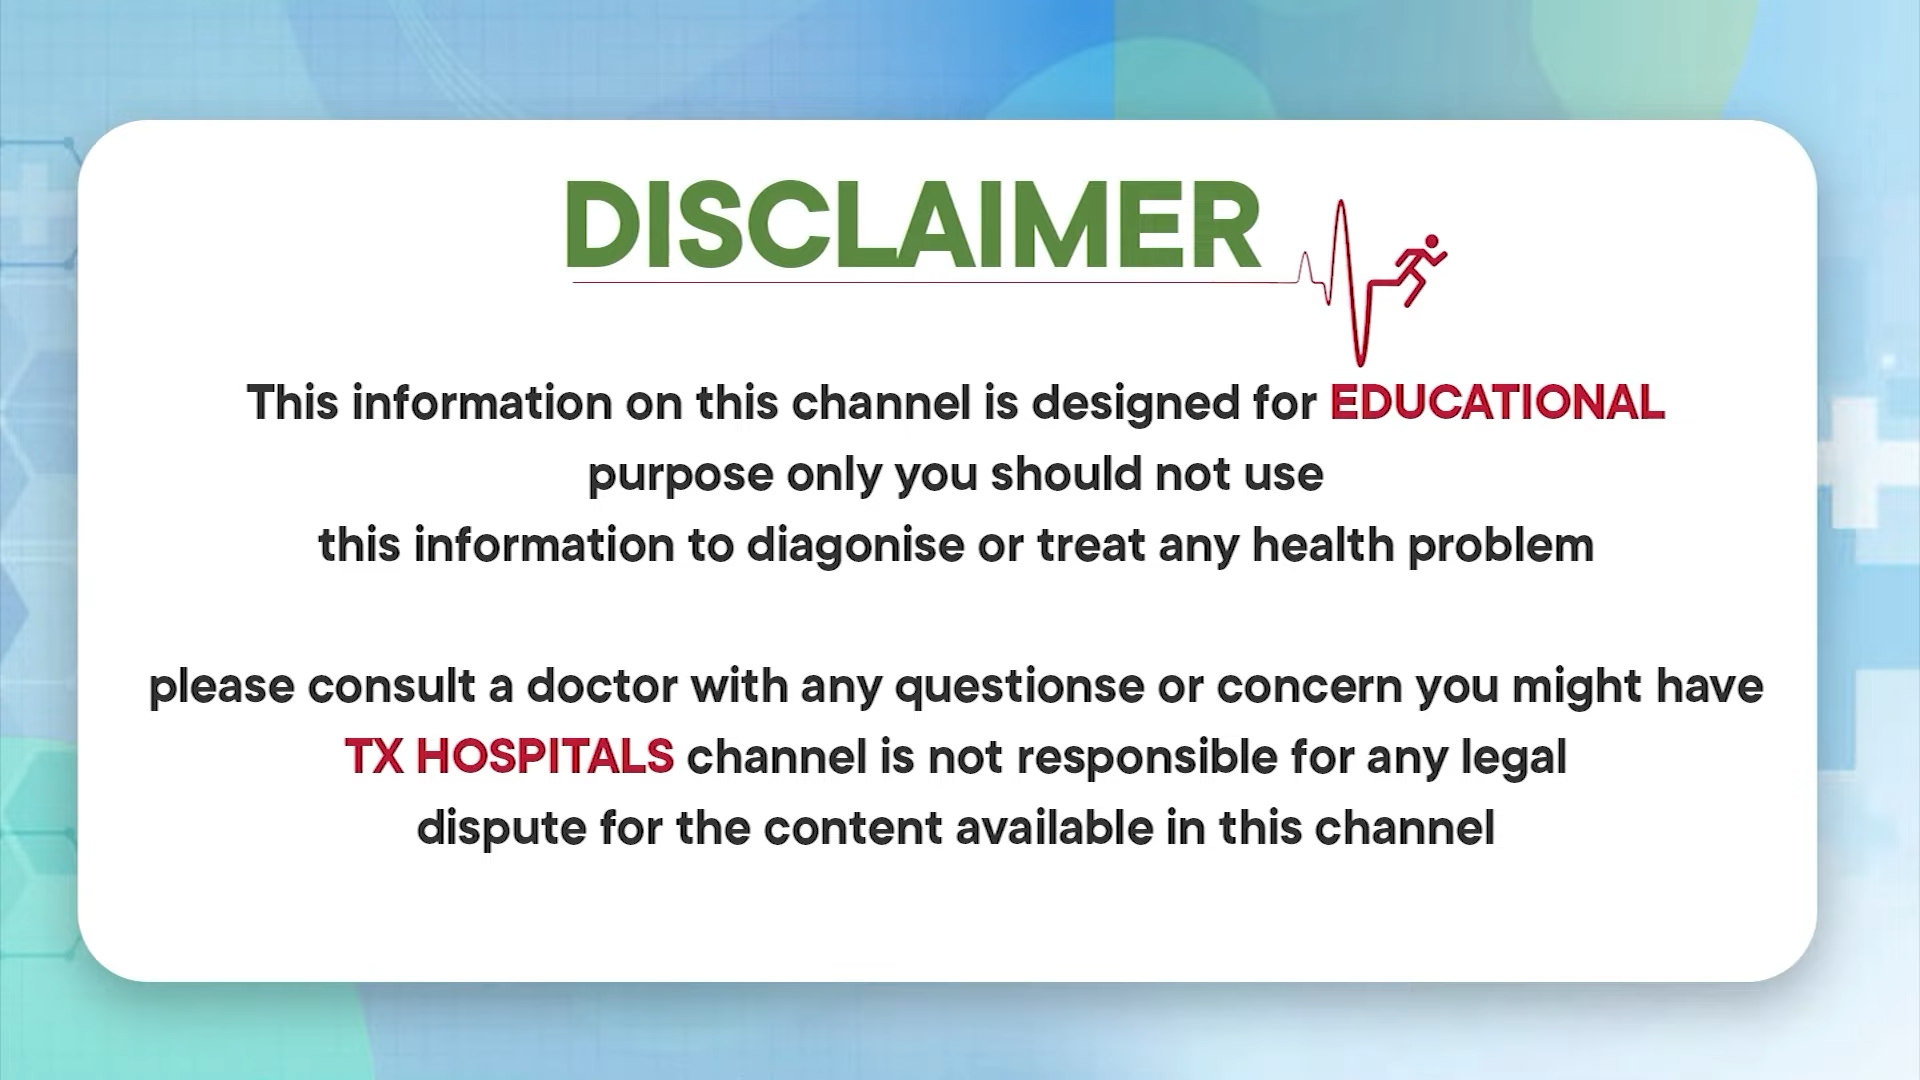 DISCLAIMER
This information on this channel is designed for EDUCATIONAL
purpose only you should not use
this information to diagonise or treat any health problem
please consult a doctor with any questionse or concern you might have
TX HOSPITALS channel is not responsible for any legal
dispute for the content available in this channel